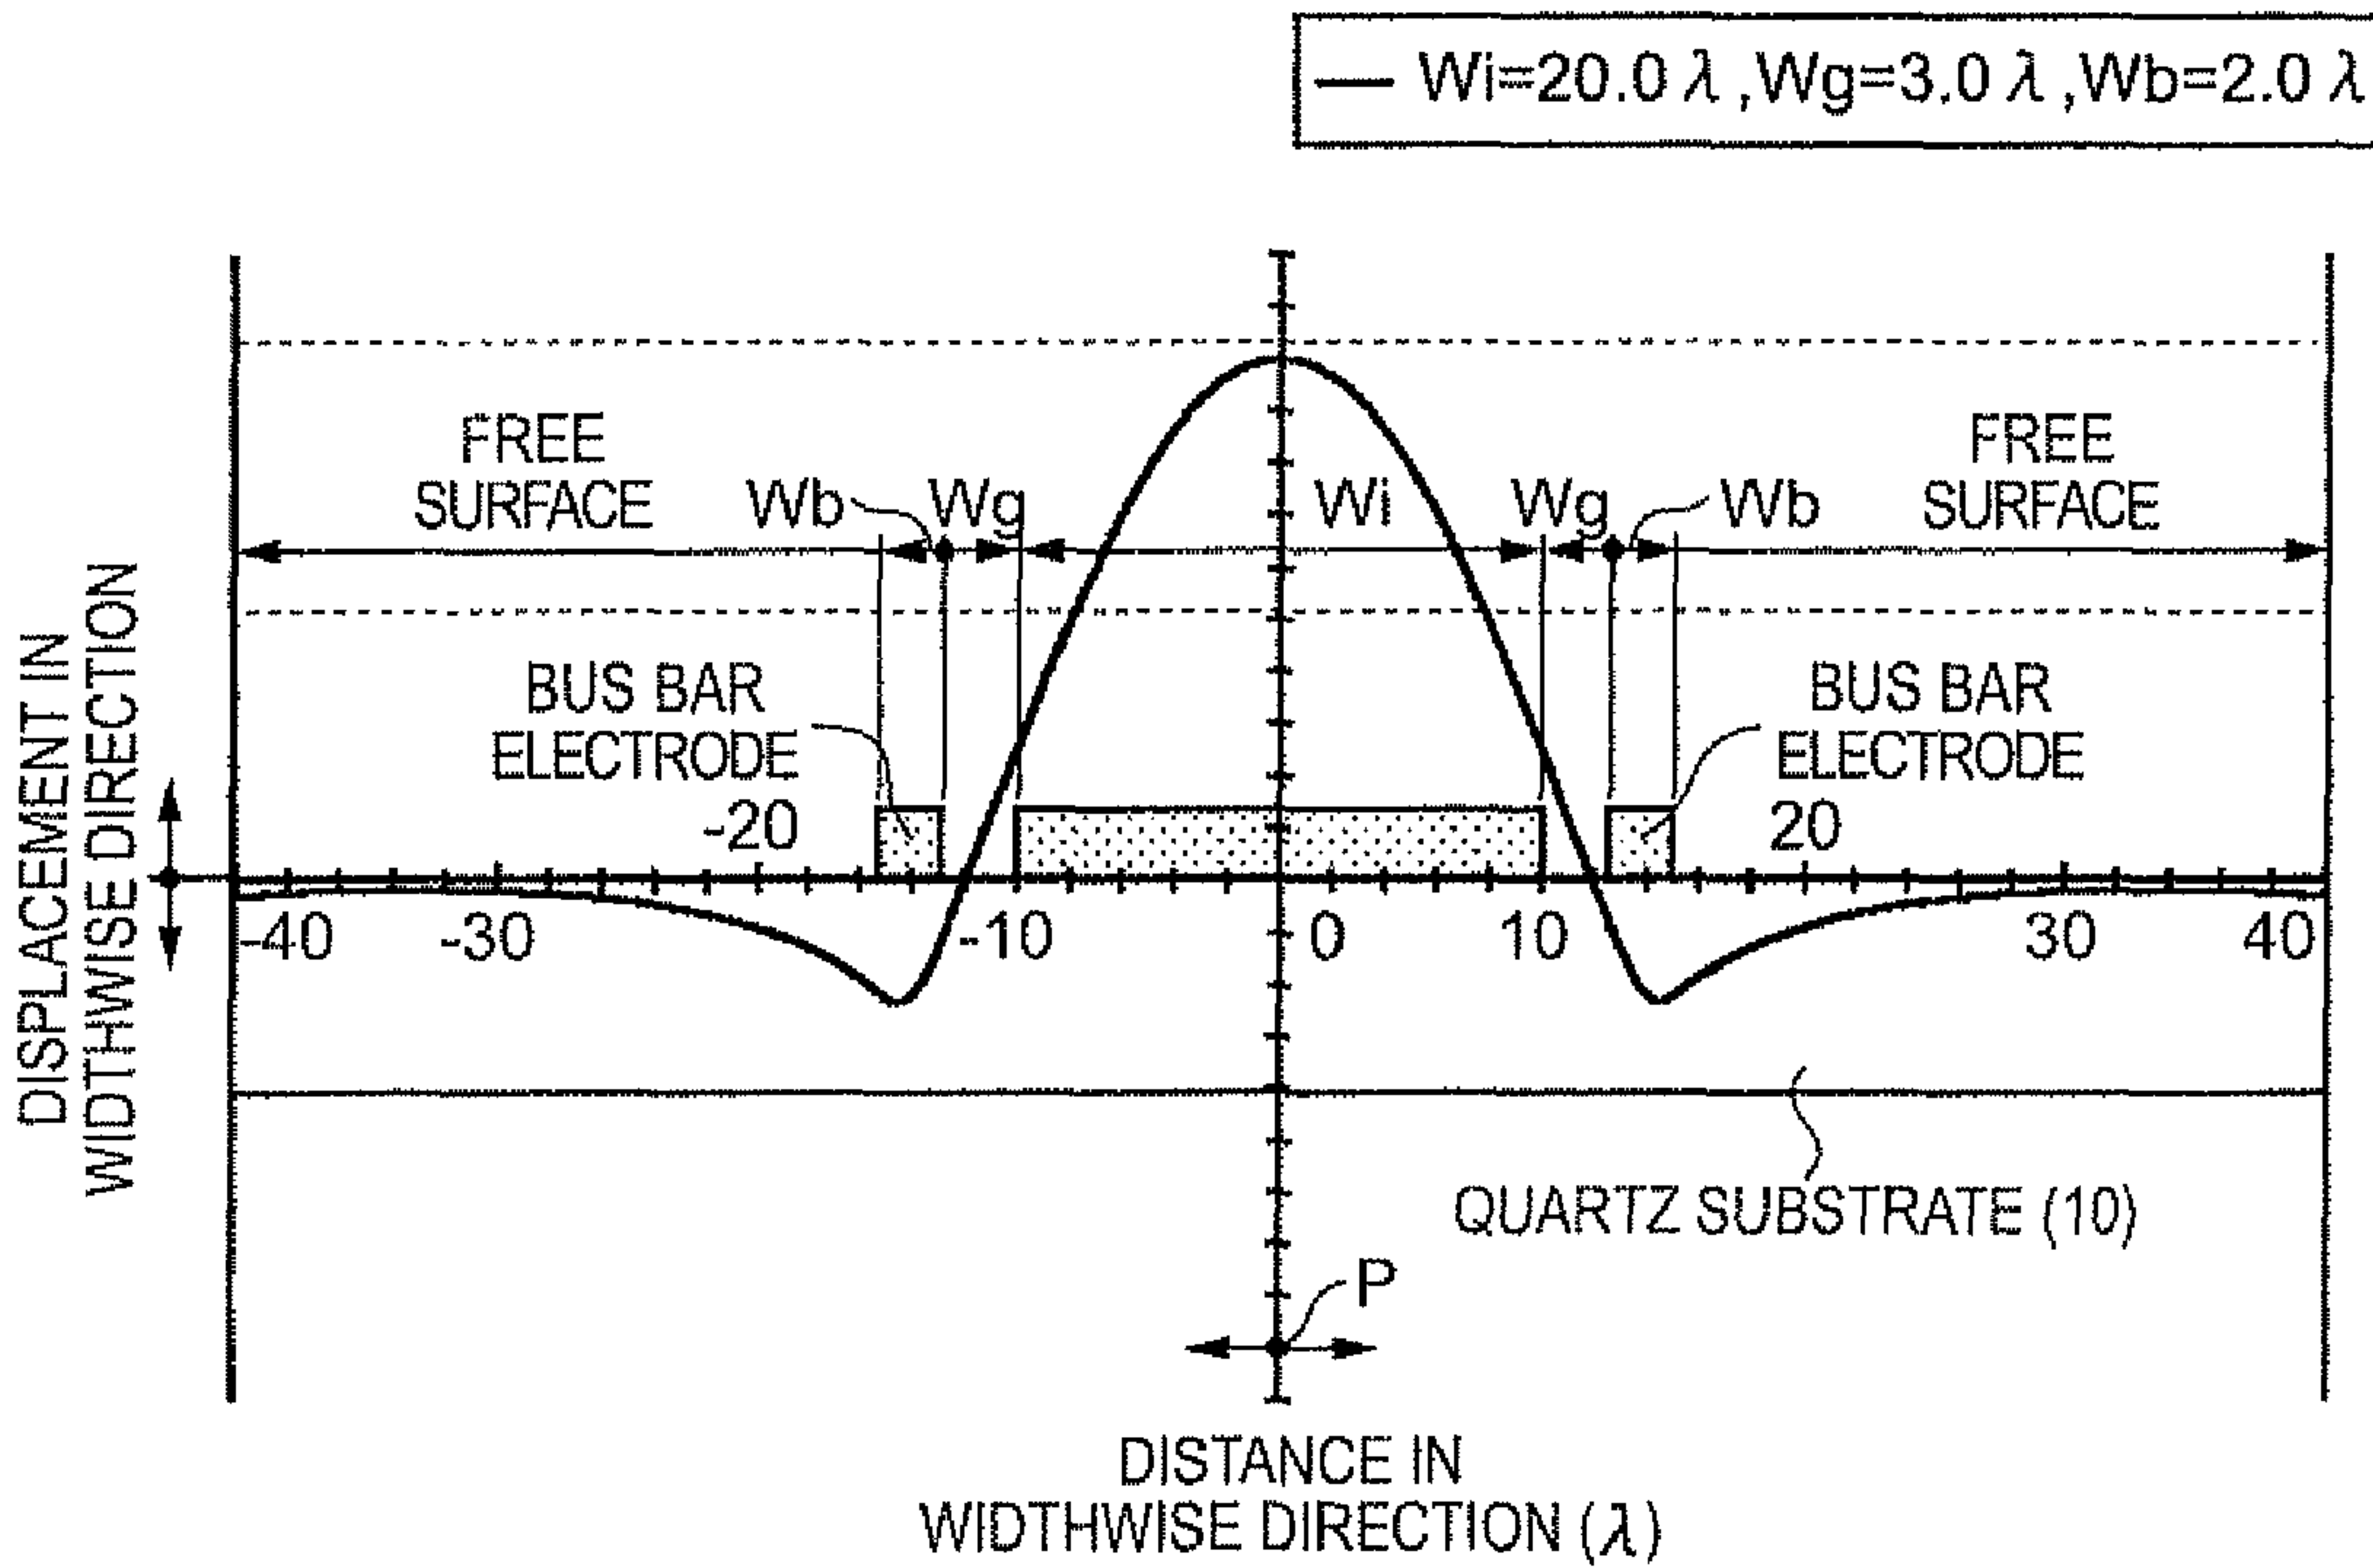 Wi=20.0 λ ,Wg=3.0 λ ,Wb=2.0 λ
FREE
SURFACE
Wb
Wg
Wi
Wg
Wb
FREE
SURFACE
BUS BAR
ELECTRODE
BUS BAR
ELECTRODE
-20
20
-40
-30
-10
0
10
30
40
DISPLACEMENT IN
WIDTHWISE DIRECTION
QUARTZ SUBSTRATE (10)
P
DISTANCE IN
WIDTHWISE DIRECTION (λ)